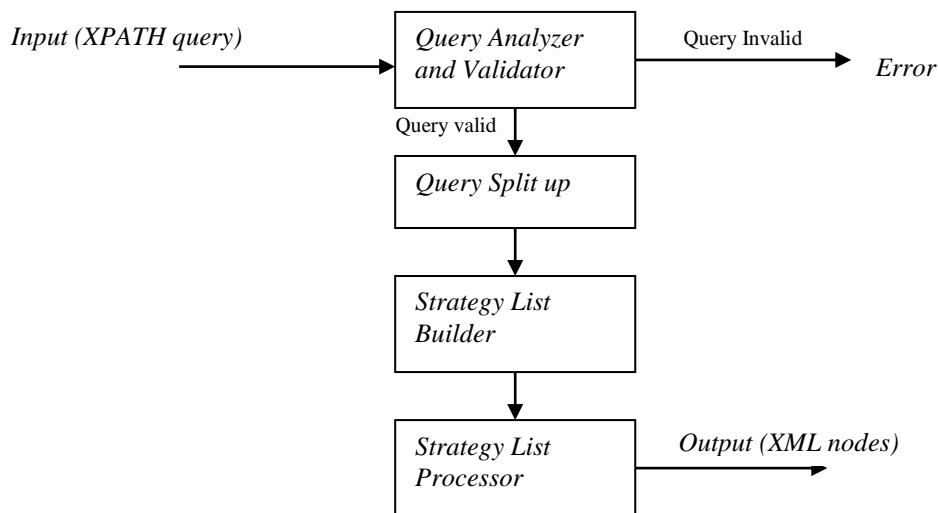 Input (XPATH query)
Query Analyzer
and Validator
Query Invalid
Error
Query valid
Query Split up
Strategy List
Builder
Strategy List
Processor
Output (XML nodes)